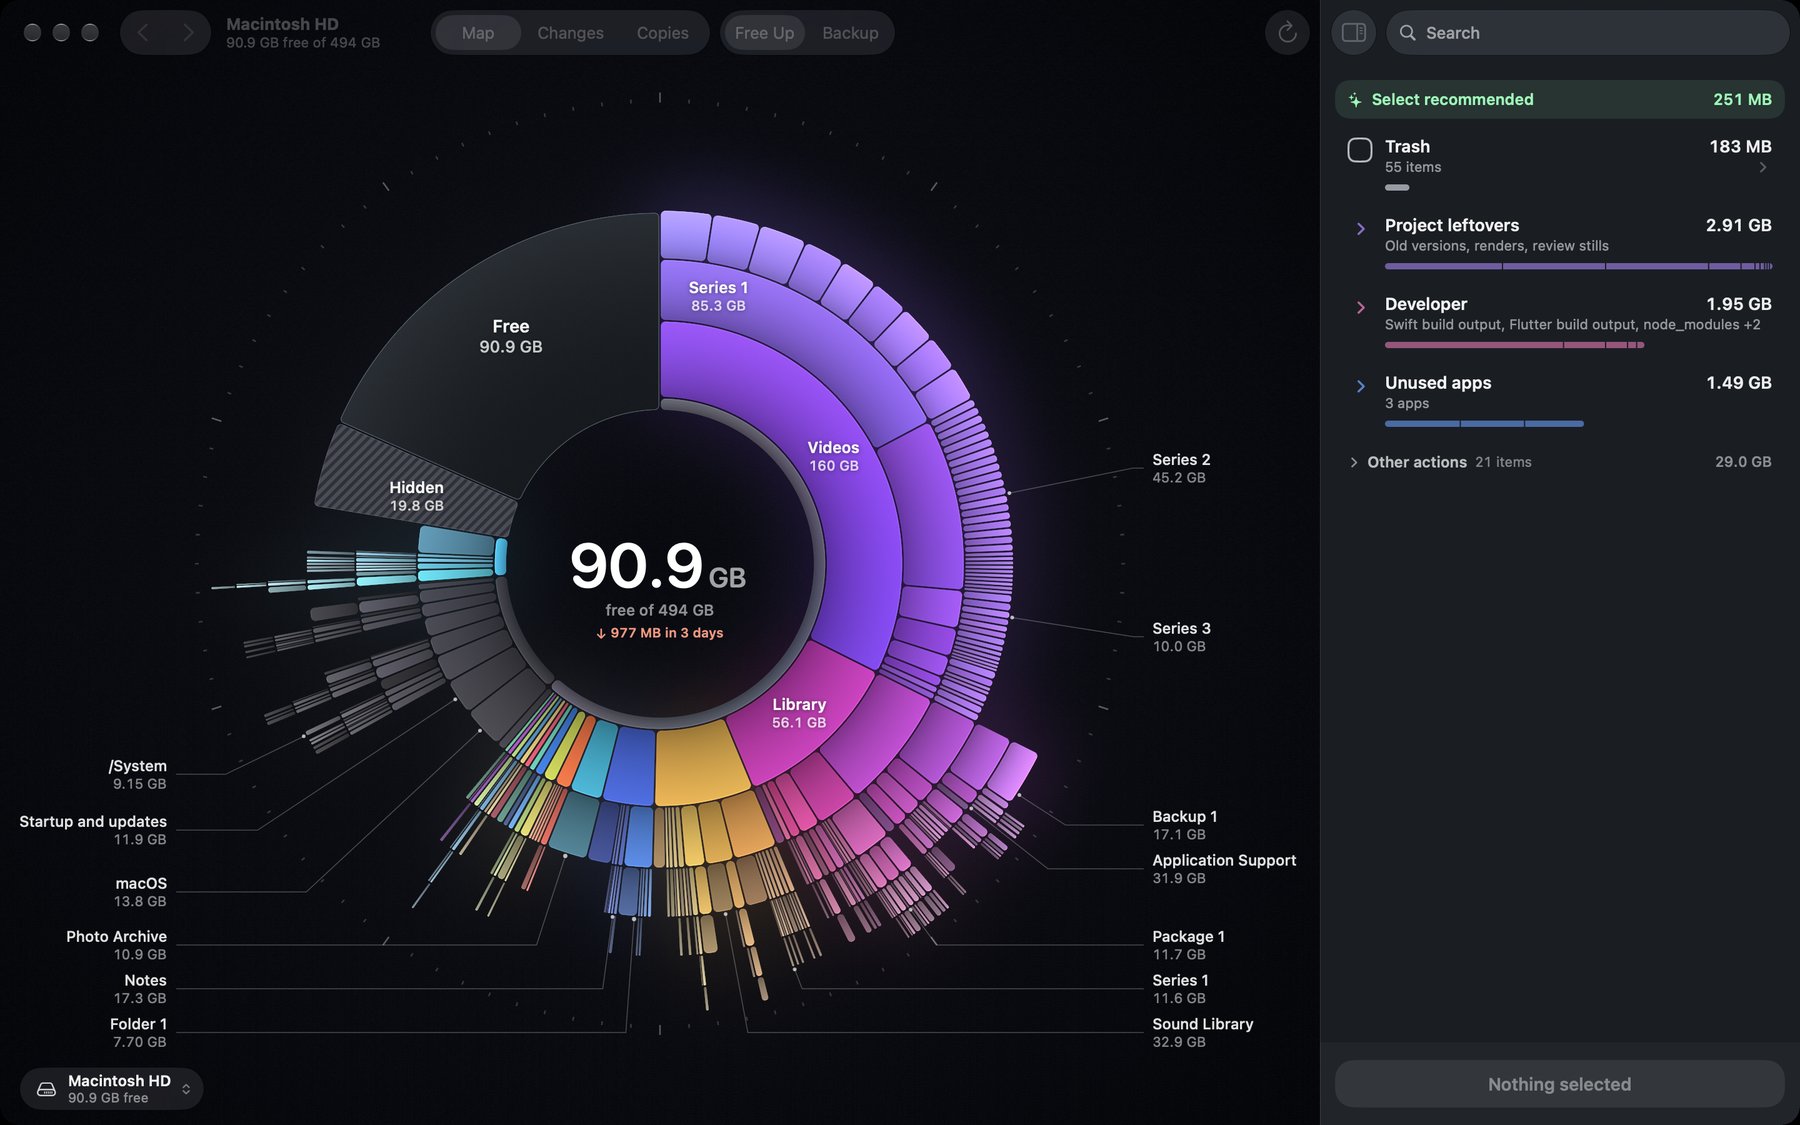 Macintosh HD
90.9 GB free of 494 GB
Map
Changes
Copies
Free Up
Backup
Search
Select recommended
251 MB
Trash
183 MB
55 items
Project leftovers
2.91 GB
Old versions, renders, review stills
Developer
1.95 GB
Swift build output, Flutter build output, node_modules +2
Unused apps
1.49 GB
3 apps
Other actions 21 items
29.0 GB
Nothing selected
Free
90.9 GB
Hidden
19.8 GB
Series 1
85.3 GB
Videos
160 GB
Library
56.1 GB
90.9 GB
free of 494 GB
↓ 977 MB in 3 days
Series 2
45.2 GB
Series 3
10.0 GB
Backup 1
17.1 GB
Application Support
31.9 GB
Package 1
11.7 GB
Series 1
11.6 GB
Sound Library
32.9 GB
/System
9.15 GB
Startup and updates
11.9 GB
macOS
13.8 GB
Photo Archive
10.9 GB
Notes
17.3 GB
Folder 1
7.70 GB
Macintosh HD
90.9 GB free